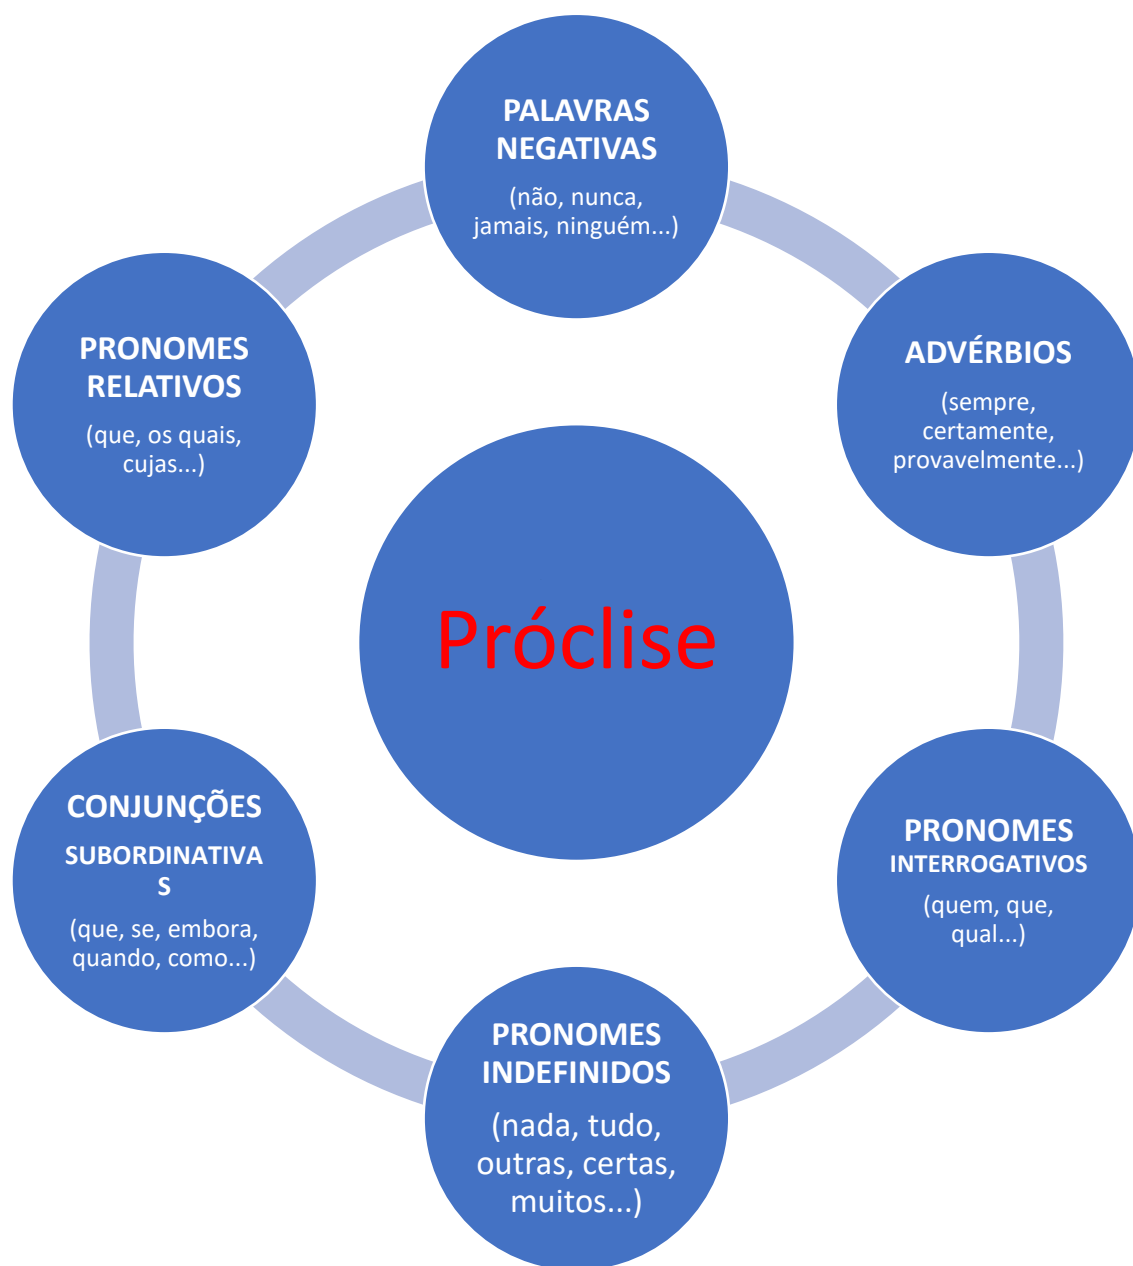 PALAVRAS
NEGATIVAS
(não, nunca,
jamais, ninguém...)
ADVÉRBIOS
(sempre,
certamente,
provavelmente...)
PRONOMES
INTERROGATIVOS
(quem, que,
qual...)
PRONOMES
INDEFINIDOS
(nada, tudo,
outras, certas,
muitos...)
CONJUNÇÕES
SUBORDINATIVA
S
(que, se, embora,
quando, como...)
PRONOMES
RELATIVOS
(que, os quais,
cujas...)
Próclise